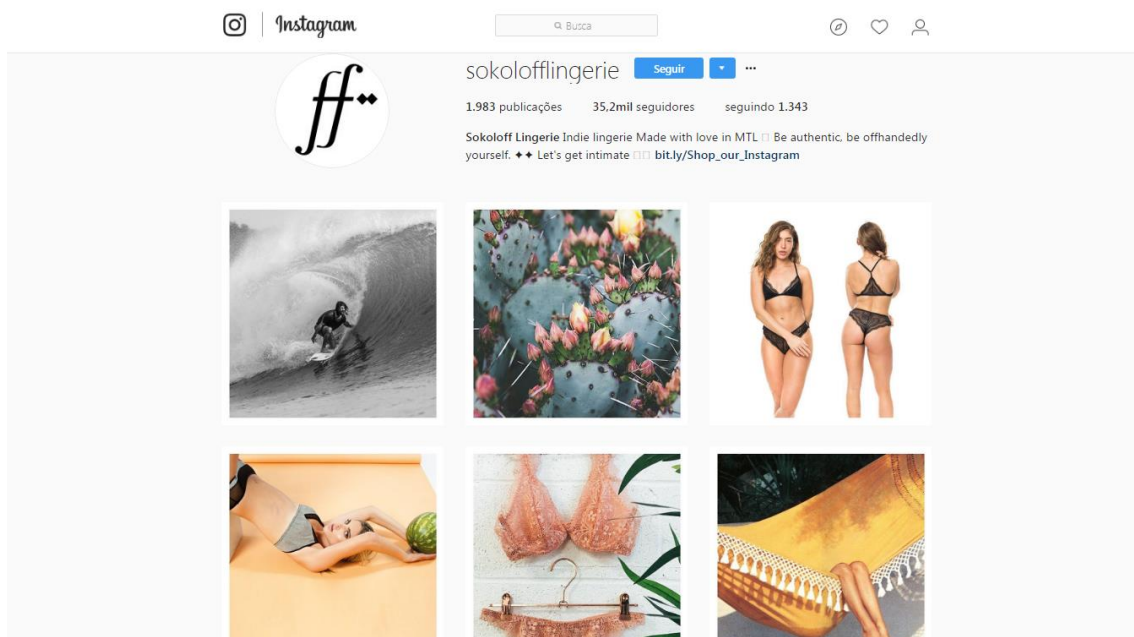 Instagram
Busca
sokolofflingerie Seguir
1.983 publicações 35,2mil seguidores seguindo 1.343
Sokoloff Lingerie Indie lingerie Made with love in MTL Be authentic, be offhandedly
yourself. ✦✦ Let's get intimate bit.ly/Shop_our_Instagram
ff